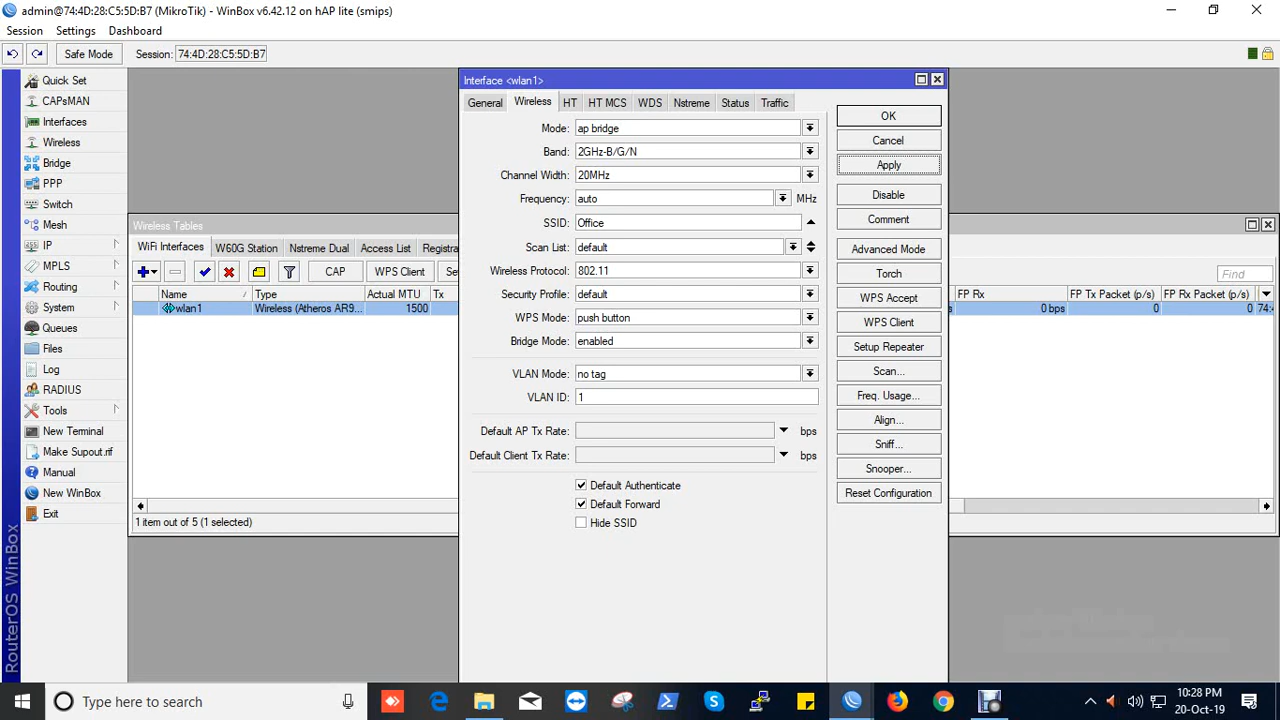 admin@74:4D:28:C5:5D:B7 (MikroTik) - WinBox v6.42.12 on hAP lite (smips)
Session Settings Dashboard
Safe Mode Session: 74:4D:28:C5:5D:B7
Quick Set
CAPsMAN
Interfaces
Wireless
Bridge
PPP
Switch
Mesh
IP
MPLS
Routing
System
Queues
Files
Log
RADIUS
Tools
New Terminal
Make Supout.rif
Manual
New WinBox
Exit
RouterOS WinBox
Wireless Tables
WiFi Interfaces W60G Station Nstreme Dual Access List Registra
CAP WPS Client Se Find
Name / Type Actual MTU Tx FP Rx FP Tx Packet (p/s) FP Rx Packet (p/s)
wlan1 Wireless (Atheros AR9... 1500 0 bps 0 0 74:4
1 item out of 5 (1 selected)
Interface <wlan1>
General Wireless HT HT MCS WDS Nstreme Status Traffic
Mode: ap bridge
Band: 2GHz-B/G/N
Channel Width: 20MHz
Frequency: auto MHz
SSID: Office
Scan List: default
Wireless Protocol: 802.11
Security Profile: default
WPS Mode: push button
Bridge Mode: enabled
VLAN Mode: no tag
VLAN ID: 1
Default AP Tx Rate: bps
Default Client Tx Rate: bps
Default Authenticate
Default Forward
Hide SSID
OK
Cancel
Apply
Disable
Comment
Advanced Mode
Torch
WPS Accept
WPS Client
Setup Repeater
Scan...
Freq. Usage...
Align...
Sniff...
Snooper...
Reset Configuration
Type here to search
10:28 PM
20-Oct-19